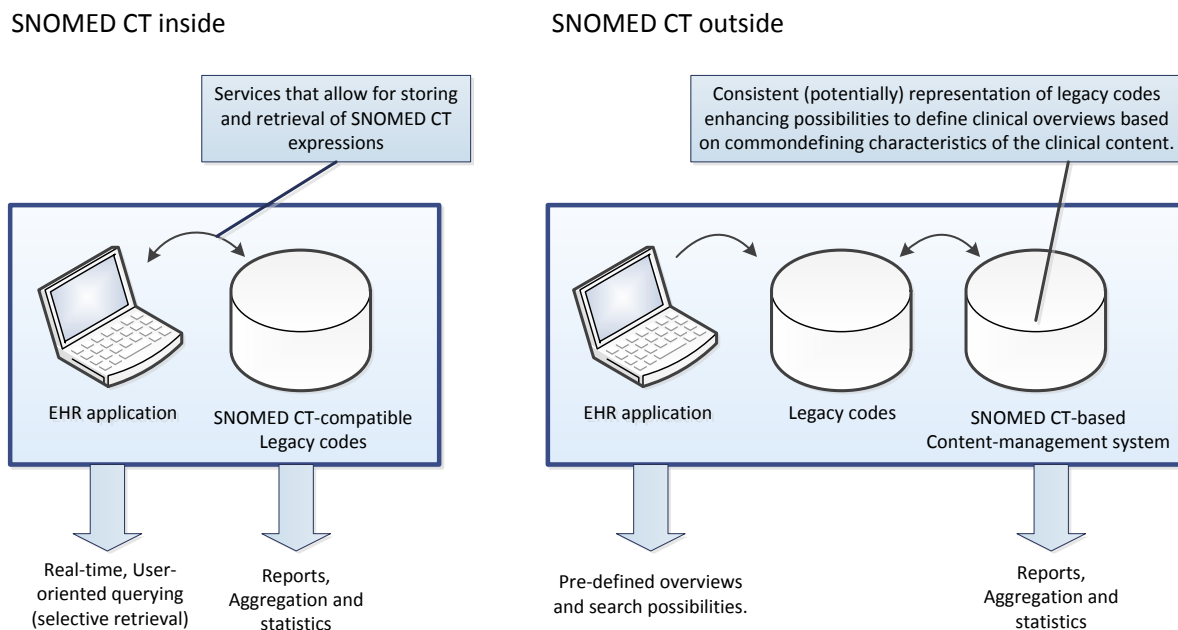 SNOMED CT inside
Services that allow for storing
and retrieval of SNOMED CT
expressions
EHR application
SNOMED CT-compatible
Legacy codes
Real-time, User-
oriented querying
(selective retrieval)
Reports,
Aggregation and
statistics
SNOMED CT outside
Consistent (potentially) representation of legacy codes
enhancing possibilities to define clinical overviews based
on commondefining characteristics of the clinical content.
EHR application
Legacy codes
SNOMED CT-based
Content-management system
Pre-defined overviews
and search possibilities.
Reports,
Aggregation and
statistics